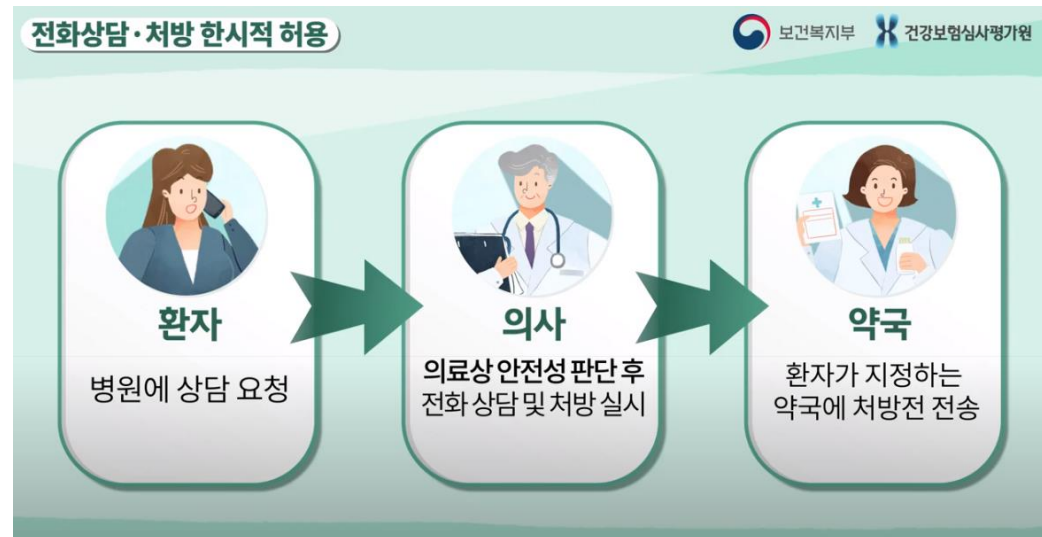 전화상담·처방 한시적 허용
보건복지부
건강보험심사평가원
환자
병원에 상담 요청
의사
의료상 안전성 판단 후
전화 상담 및 처방 실시
약국
환자가 지정하는
약국에 처방전 전송